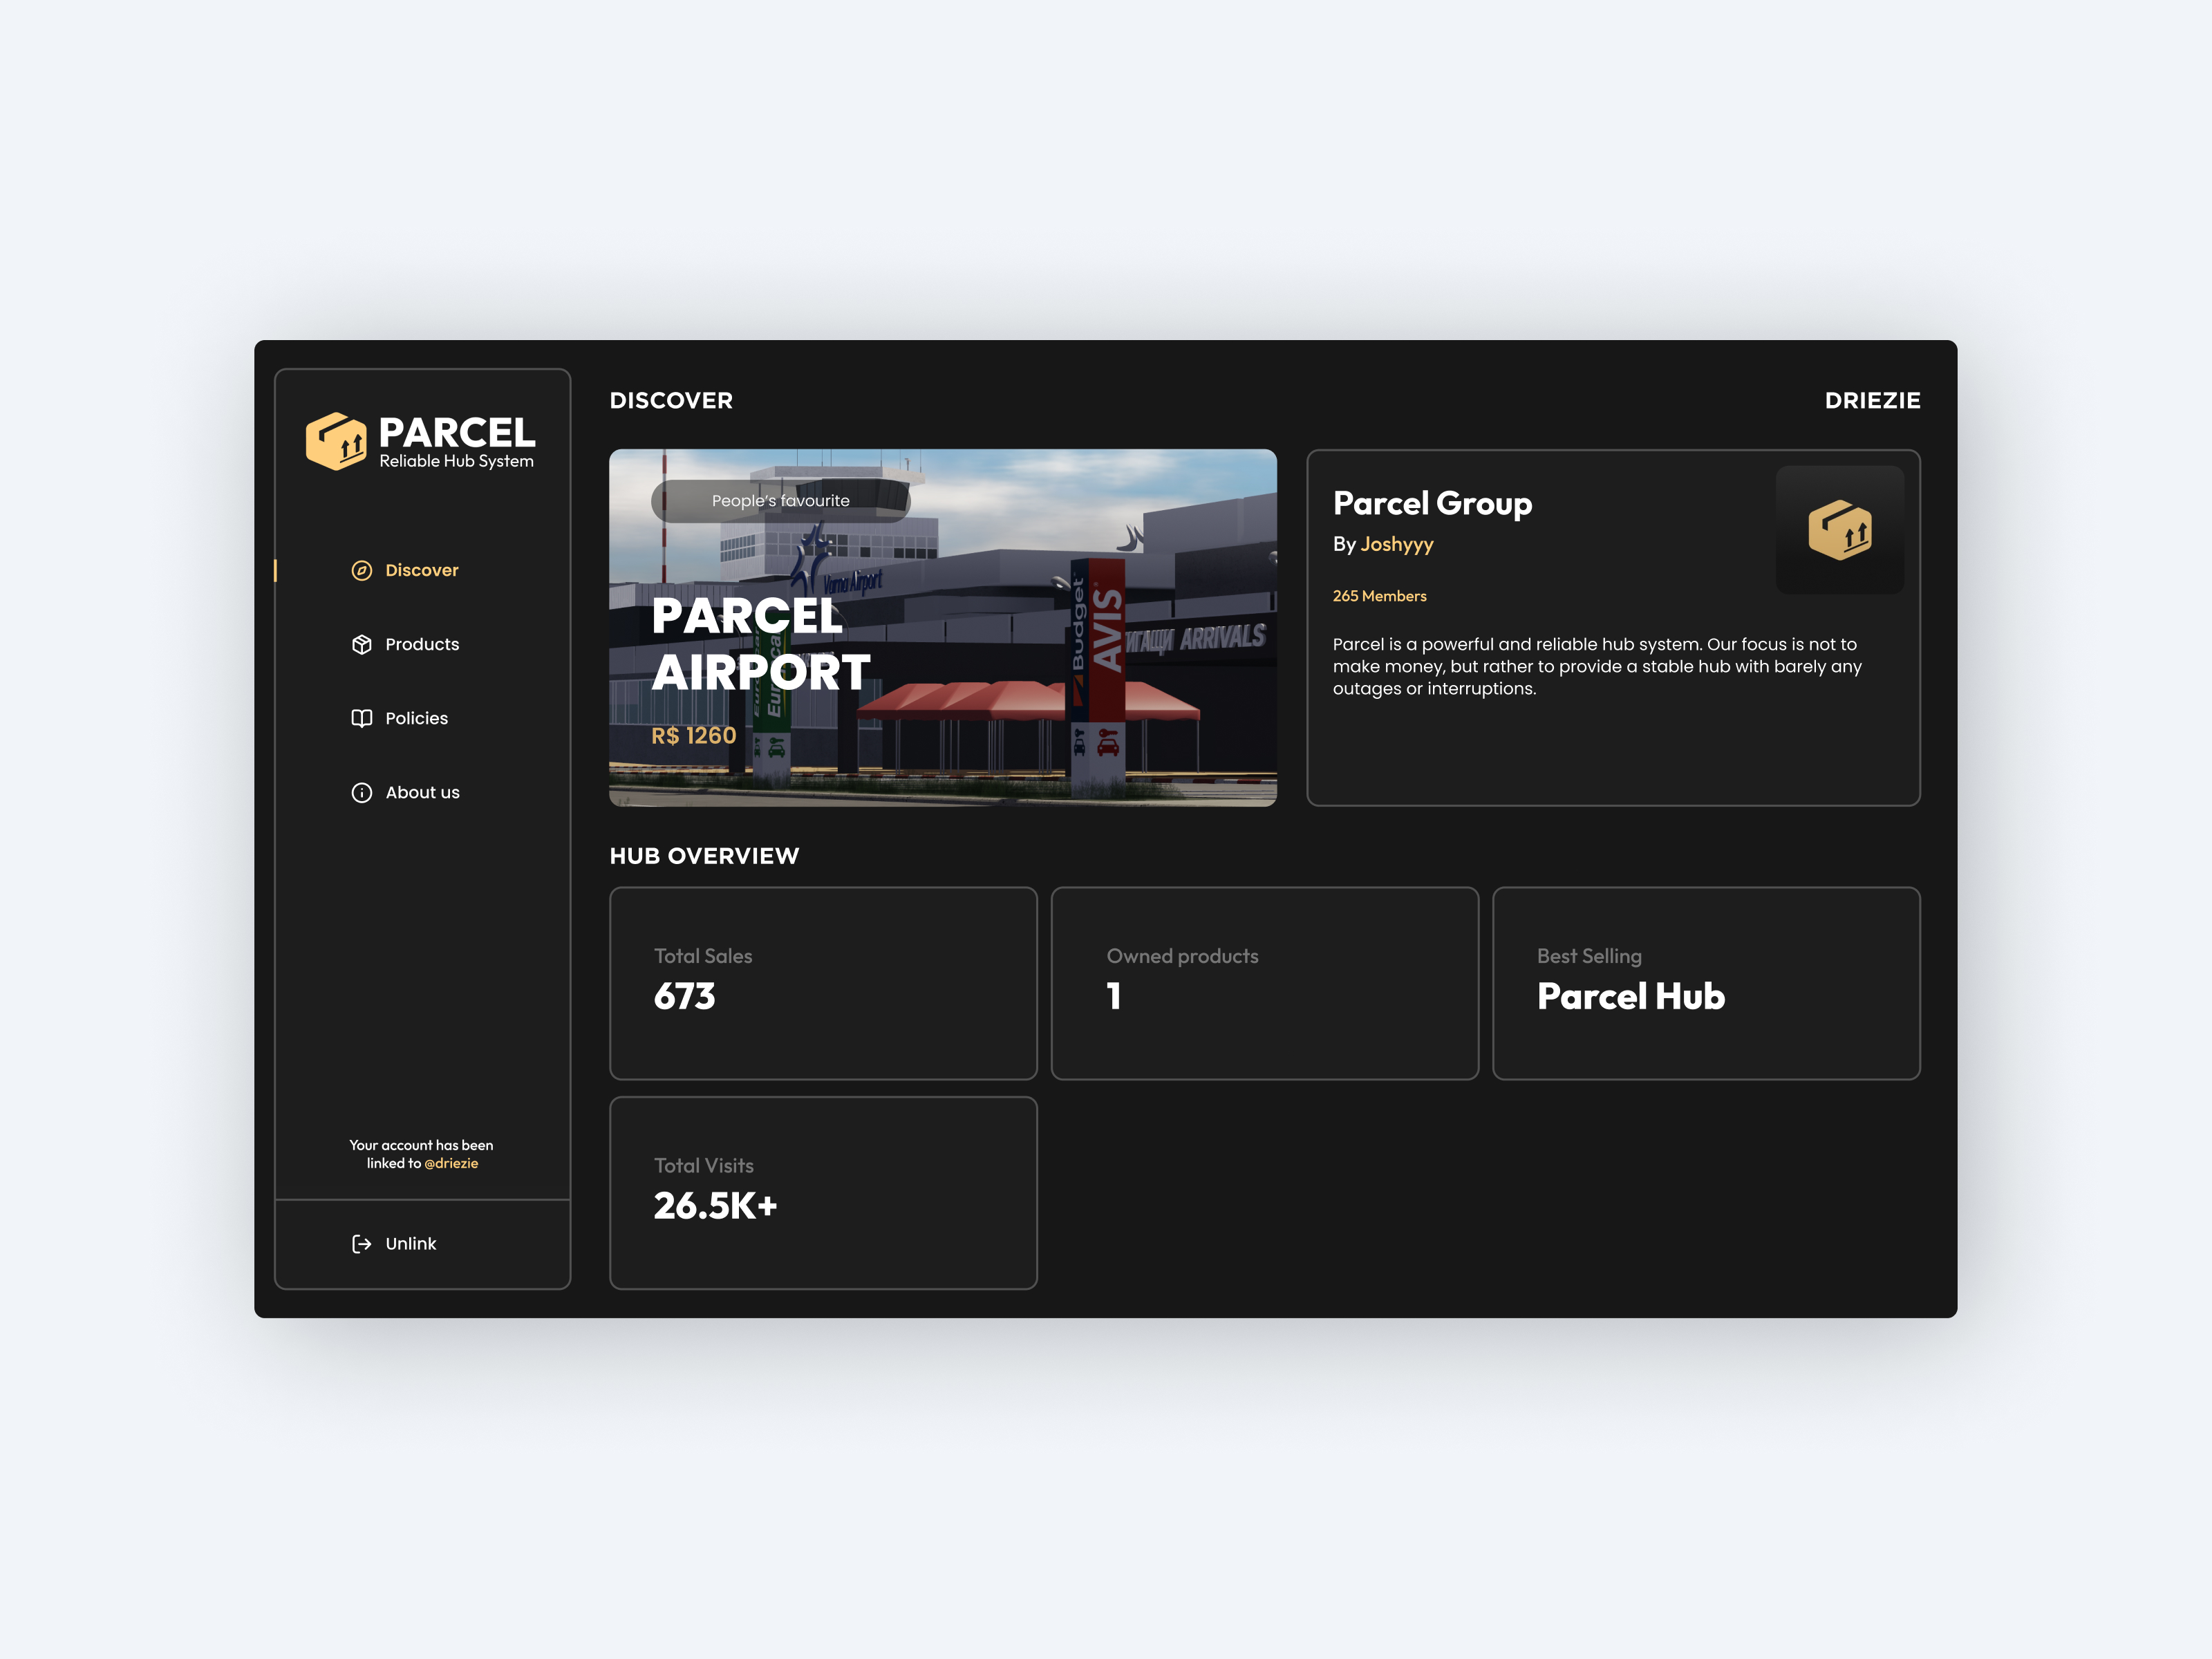 PARCEL
Reliable Hub System
Discover
Products
Policies
About us
Your account has been
linked to @driezie
Unlink
DISCOVER
DRIEZIE
People's favourite
Varna Airport
PARCEL
AIRPORT
R$ 1260
Budget
AVIS
ARRIVALS
Parcel Group
By Joshyyy
265 Members
Parcel is a powerful and reliable hub system. Our focus is not to
make money, but rather to provide a stable hub with barely any
outages or interruptions.
HUB OVERVIEW
Total Sales
673
Owned products
1
Best Selling
Parcel Hub
Total Visits
26.5K+